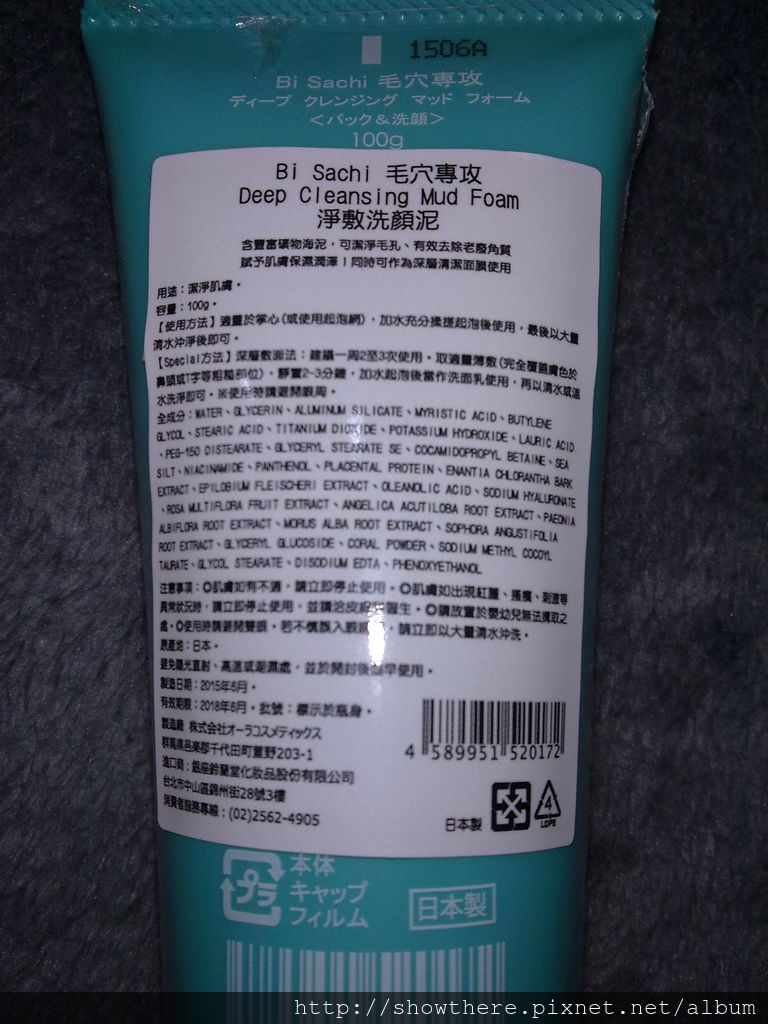 1506A
Bi Sachi 毛穴專攻
ディープ クレンジング マッド フォーム
＜パック＆洗顔＞
100g
Bi Sachi 毛穴專攻
Deep Cleansing Mud Foam
淨敷洗顏泥
含豐富礦物海泥，可潔淨毛孔、有效去除老廢角質
賦予肌膚保濕潤澤！同時可作為深層清潔面膜使用
用途：潔淨肌膚。
容量：100g。
【使用方法】適量於掌心(或使用起泡網)，加水充分揉搓起泡後使用，最後以大量
清水沖淨後即可。
【Special方法】深層敷面法：建議一周2至3次使用。取適量薄敷(完全覆蓋膚色於
鼻頭或T字等粗糙部位)，靜置2-3分鐘，加水起泡後當作洗面乳使用，再以清水或溫
水洗淨即可。※使用時請避開眼周。
全成分：WATER、GLYCERIN、ALUMINUM SILICATE、MYRISTIC ACID、BUTYLENE
GLYCOL、STEARIC ACID、TITANIUM DIOXIDE、POTASSIUM HYDROXIDE、LAURIC ACID
、PEG-150 DISTEARATE、GLYCERYL STEARATE SE、COCAMIDOPROPYL BETAINE、SEA
SILT、NIACINAMIDE、PANTHENOL、PLACENTAL PROTEIN、ENANTIA CHLORANTHA BARK
EXTRACT、EPILOBIUM FLEISCHERI EXTRACT、OLEANOLIC ACID、SODIUM HYALURONATE
、ROSA MULTIFLORA FRUIT EXTRACT、ANGELICA ACUTILOBA ROOT EXTRACT、PAEONIA
ALBIFLORA ROOT EXTRACT、MORUS ALBA ROOT EXTRACT、SOPHORA ANGUSTIFOLIA
ROOT EXTRACT、GLYCERYL GLUCOSIDE、CORAL POWDER、SODIUM METHYL COCOYL
TAURATE、GLYCOL STEARATE、DISODIUM EDTA、PHENOXYETHANOL
注意事項：○肌膚如有不適，請立即停止使用。○肌膚如出現紅腫、搔癢、刺激等
異常狀況時，請立即停止使用，並請洽皮膚醫生。○請放置於嬰幼兒無法摘取之
處。○使用時請避開雙眼。若不慎誤入眼，請立即以大量清水沖洗。
原產地：日本。
避免陽光直射、高溫或潮濕處，並於開封後早使用。
製造日期：2015年6月。
有效期限：2018年6月。批號：標示於瓶身。
製造廠 株式会社オーラコスメティックス
群馬県邑楽郡千代田町萱野203-1
進口商：銀座鈴蘭堂化妝品股份有限公司
台北市中山區錦州街28號3樓
消費者服務專線：(02)2562-4905
4 589951 520172
日本製
4
LDPE
プラ
本体
キャップ
フィルム
日本製
http://showthere.pixnet.net/album